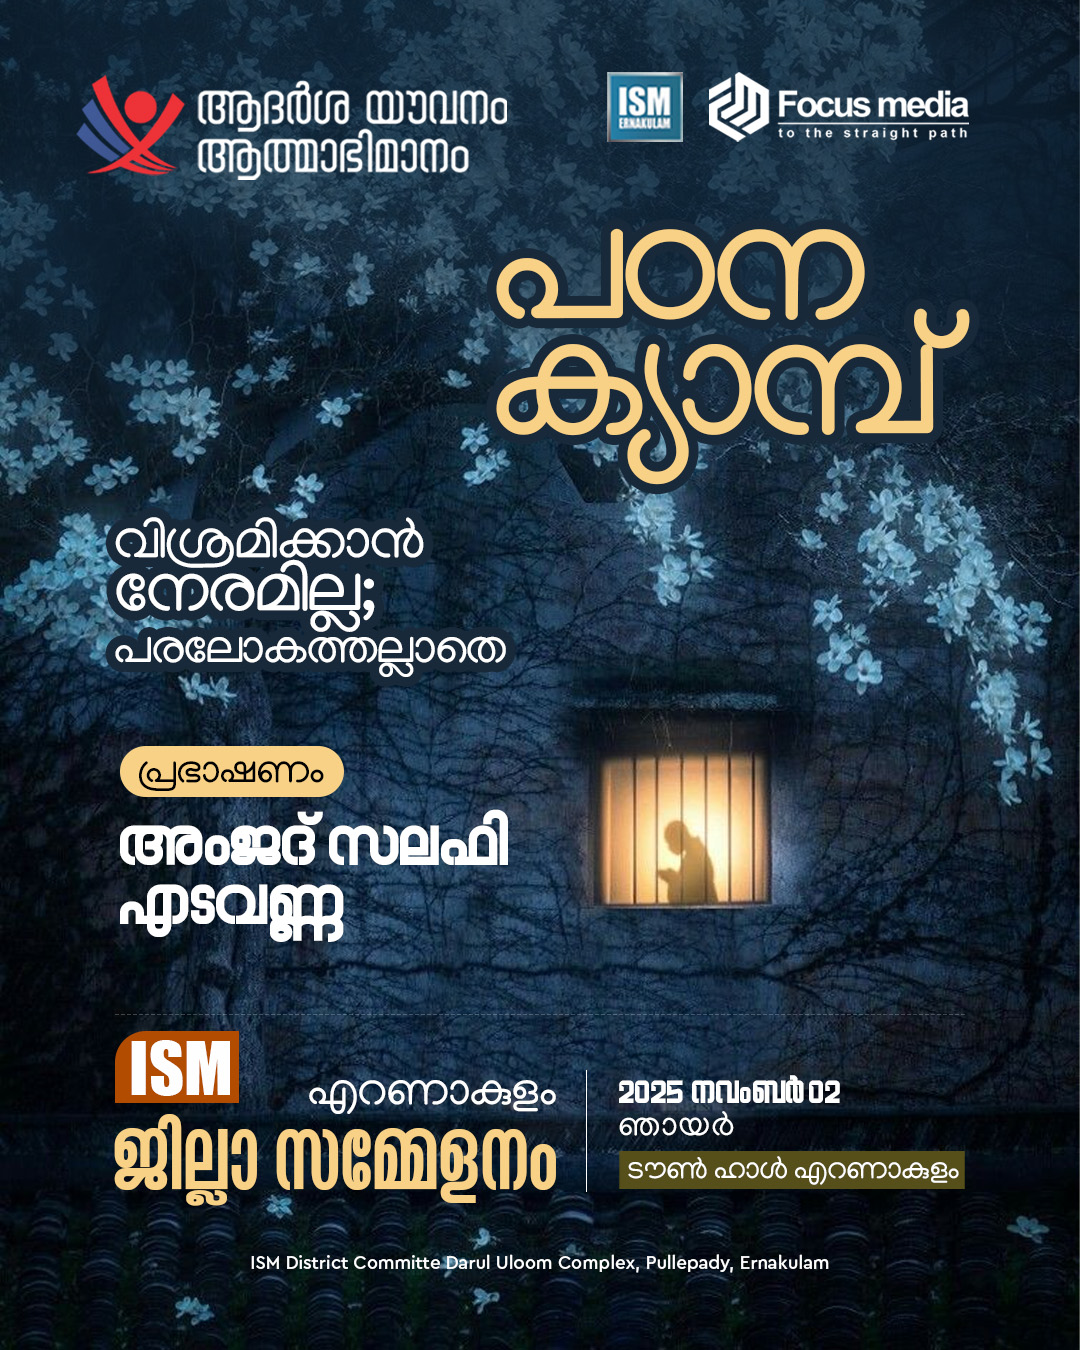 ആദർശ യൗവനം
ആത്മാഭിമാനം
ISM
ERNAKULAM
Focus media
to the straight path
പഠന
ക്യാമ്പ്
വിശ്രമിക്കാൻ
നേരമില്ല;
പരലോകത്തല്ലാതെ
പ്രഭാഷണം
അംജദ് സലഫി
എടവണ്ണ
ISM
എറണാകുളം
ജില്ലാ സമ്മേളനം
2025 നവംബർ 02
ഞായർ
ടൗൺ ഹാൾ എറണാകുളം
ISM District Committe Darul Uloom Complex, Pullepady, Ernakulam